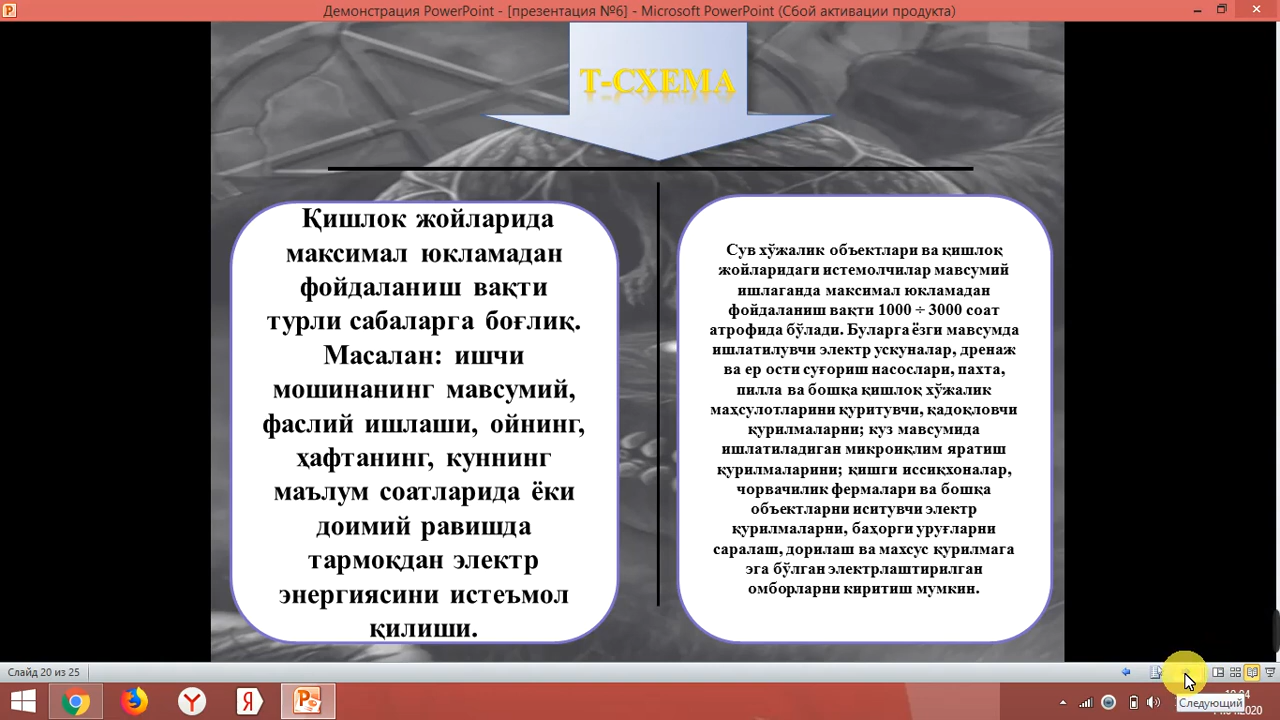 Демонстрация PowerPoint - [презентация №6] - Microsoft PowerPoint (Сбой активации продукта)
Т-СХЕМА
Қишлок жойларида
максимал юкламадан
фойдаланиш вақти
турли сабаларга боғлиқ.
Масалан: ишчи
мошинанинг мавсумий,
фаслий ишлаши, ойнинг,
ҳафтанинг, куннинг
маълум соатларида ёки
доимий равишда
тармоқдан электр
энергиясини истеъмол
қилиши.
Сув хўжалик объектлари ва қишлоқ
жойларидаги истемолчилар мавсумий
ишлаганда максимал юкламадан
фойдаланиш вақти 1000 ÷ 3000 соат
атрофида бўлади. Буларга ёзги мавсумда
ишлатилувчи электр ускуналар, дренаж
ва ер ости суғориш насослари, пахта,
пилла ва бошқа қишлоқ хўжалик
маҳсулотларини қуритувчи, қадоқловчи
қурилмаларни; куз мавсумида
ишлатиладиган микроиқлим яратиш
қурилмаларини; қишги иссиқхоналар,
чорвачилик фермалари ва бошқа
объектларни иситувчи электр
қурилмаларни, баҳорги уруғларни
саралаш, дорилаш ва махсус қурилмага
эга бўлган электрлаштирилган
омборларни киритиш мумкин.
Слайд 20 из 25
Следующий